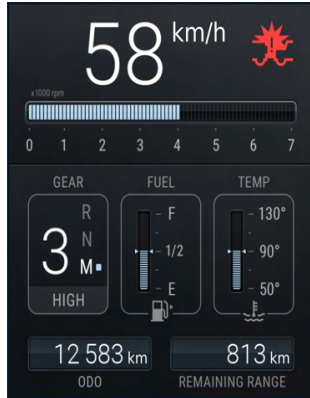 58 km/h
x1000 rpm
0 1 2 3 4 5 6 7
GEAR FUEL TEMP
R F 130°
3 N 1/2 90°
M E 50°
HIGH
12 583 km 813 km
ODO REMAINING RANGE